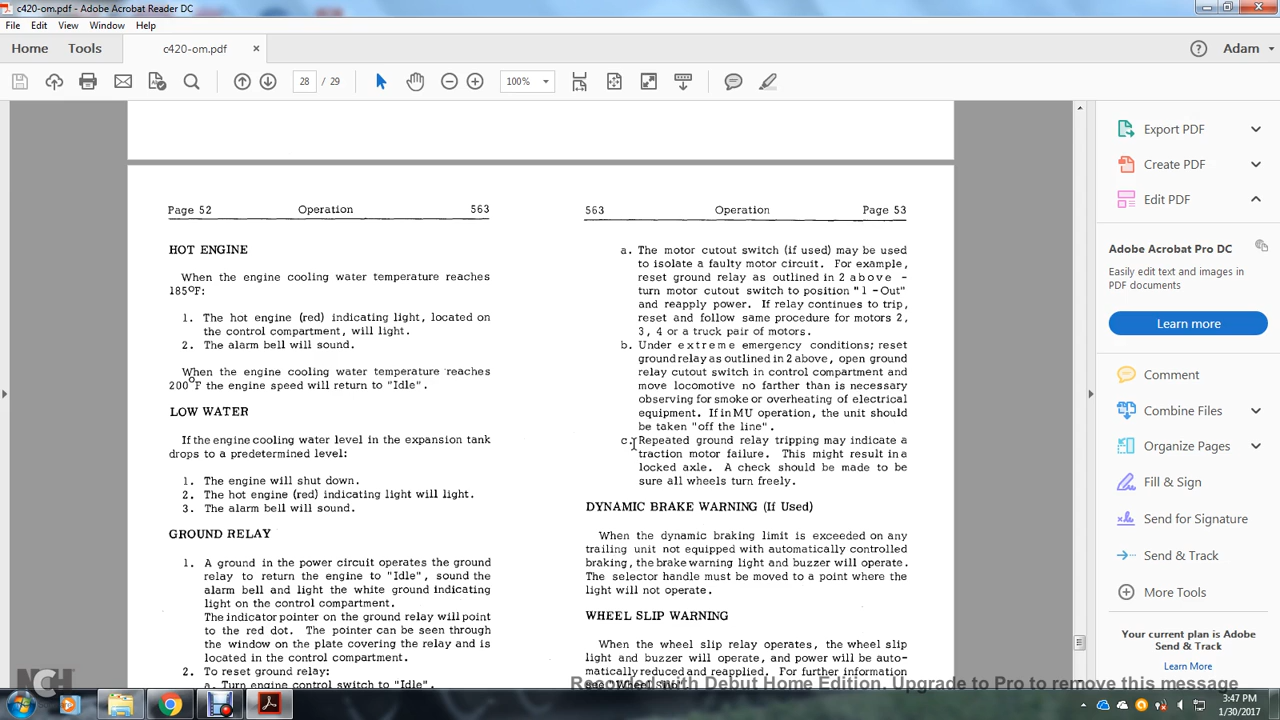 c420-om.pdf - Adobe Acrobat Reader DC
File Edit View Window Help
Home Tools c420-om.pdf × Adam
28 / 29 100%
Page 52 Operation 563
HOT ENGINE
When the engine cooling water temperature reaches
185°F:
1. The hot engine (red) indicating light, located on
the control compartment, will light.
2. The alarm bell will sound.
When the engine cooling water temperature reaches
200°F the engine speed will return to "Idle".
LOW WATER
If the engine cooling water level in the expansion tank
drops to a predetermined level:
1. The engine will shut down.
2. The hot engine (red) indicating light will light.
3. The alarm bell will sound.
GROUND RELAY
1. A ground in the power circuit operates the ground
relay to return the engine to "Idle", sound the
alarm bell and light the white ground indicating
light on the control compartment.
The indicator pointer on the ground relay will point
to the red dot. The pointer can be seen through
the window on the plate covering the relay and is
located in the control compartment.
2. To reset ground relay:
a. Turn engine control switch to "Idle".
563 Operation Page 53
a. The motor cutout switch (if used) may be used
to isolate a faulty motor circuit. For example,
reset ground relay as outlined in 2 above -
turn motor cutout switch to position "1 -Out"
and reapply power. If relay continues to trip,
reset and follow same procedure for motors 2,
3, 4 or a truck pair of motors.
b. Under extreme emergency conditions; reset
ground relay as outlined in 2 above, open ground
relay cutout switch in control compartment and
move locomotive no farther than is necessary
observing for smoke or overheating of electrical
equipment. If in MU operation, the unit should
be taken "off the line".
c. Repeated ground relay tripping may indicate a
traction motor failure. This might result in a
locked axle. A check should be made to be
sure all wheels turn freely.
DYNAMIC BRAKE WARNING (If Used)
When the dynamic braking limit is exceeded on any
trailing unit not equipped with automatically controlled
braking, the brake warning light and buzzer will operate.
The selector handle must be moved to a point where the
light will not operate.
WHEEL SLIP WARNING
When the wheel slip relay operates, the wheel slip
light and buzzer will operate, and power will be auto-
matically reduced and reapplied. For further information
see "Wheel Slip"
Export PDF
Create PDF
Edit PDF
Adobe Acrobat Pro DC
Easily edit text and images in
PDF documents
Learn more
Comment
Combine Files
Organize Pages
Fill & Sign
Send for Signature
Send & Track
More Tools
Your current plan is Adobe
Send & Track
Learn More
Recorded with Debut Home Edition. Upgrade to Pro to remove this message
NCH
3:47 PM
1/30/2017